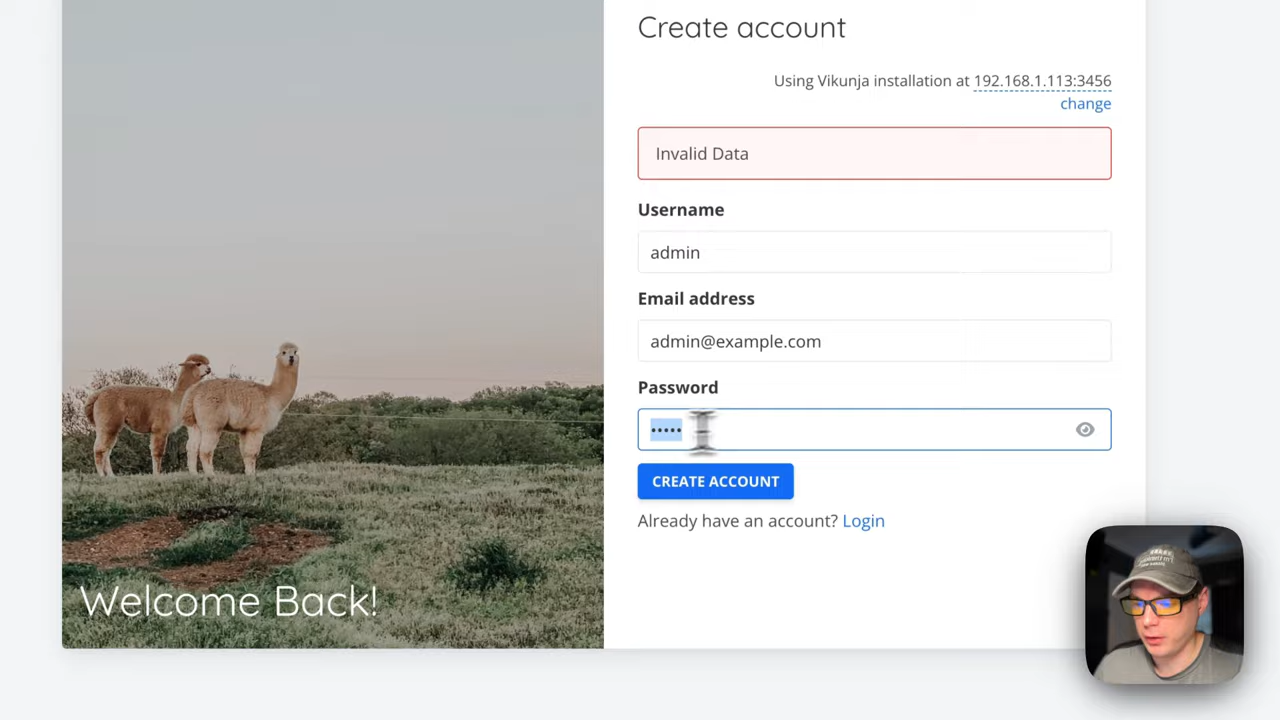 Create account
Using Vikunja installation at 192.168.1.113:3456
change
Invalid Data
Username
admin
Email address
admin@example.com
Password
•••••
CREATE ACCOUNT
Already have an account? Login
Welcome Back!